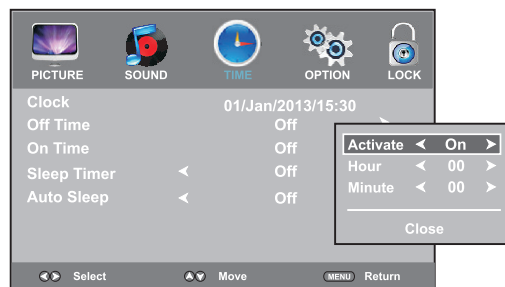 PICTURE SOUND TIME OPTION LOCK
Clock 01/Jan/2013/15:30
Off Time Off
On Time Off
Sleep Timer Off
Auto Sleep Off
Activate On
Hour 00
Minute 00
Close
Select Move MENU Return